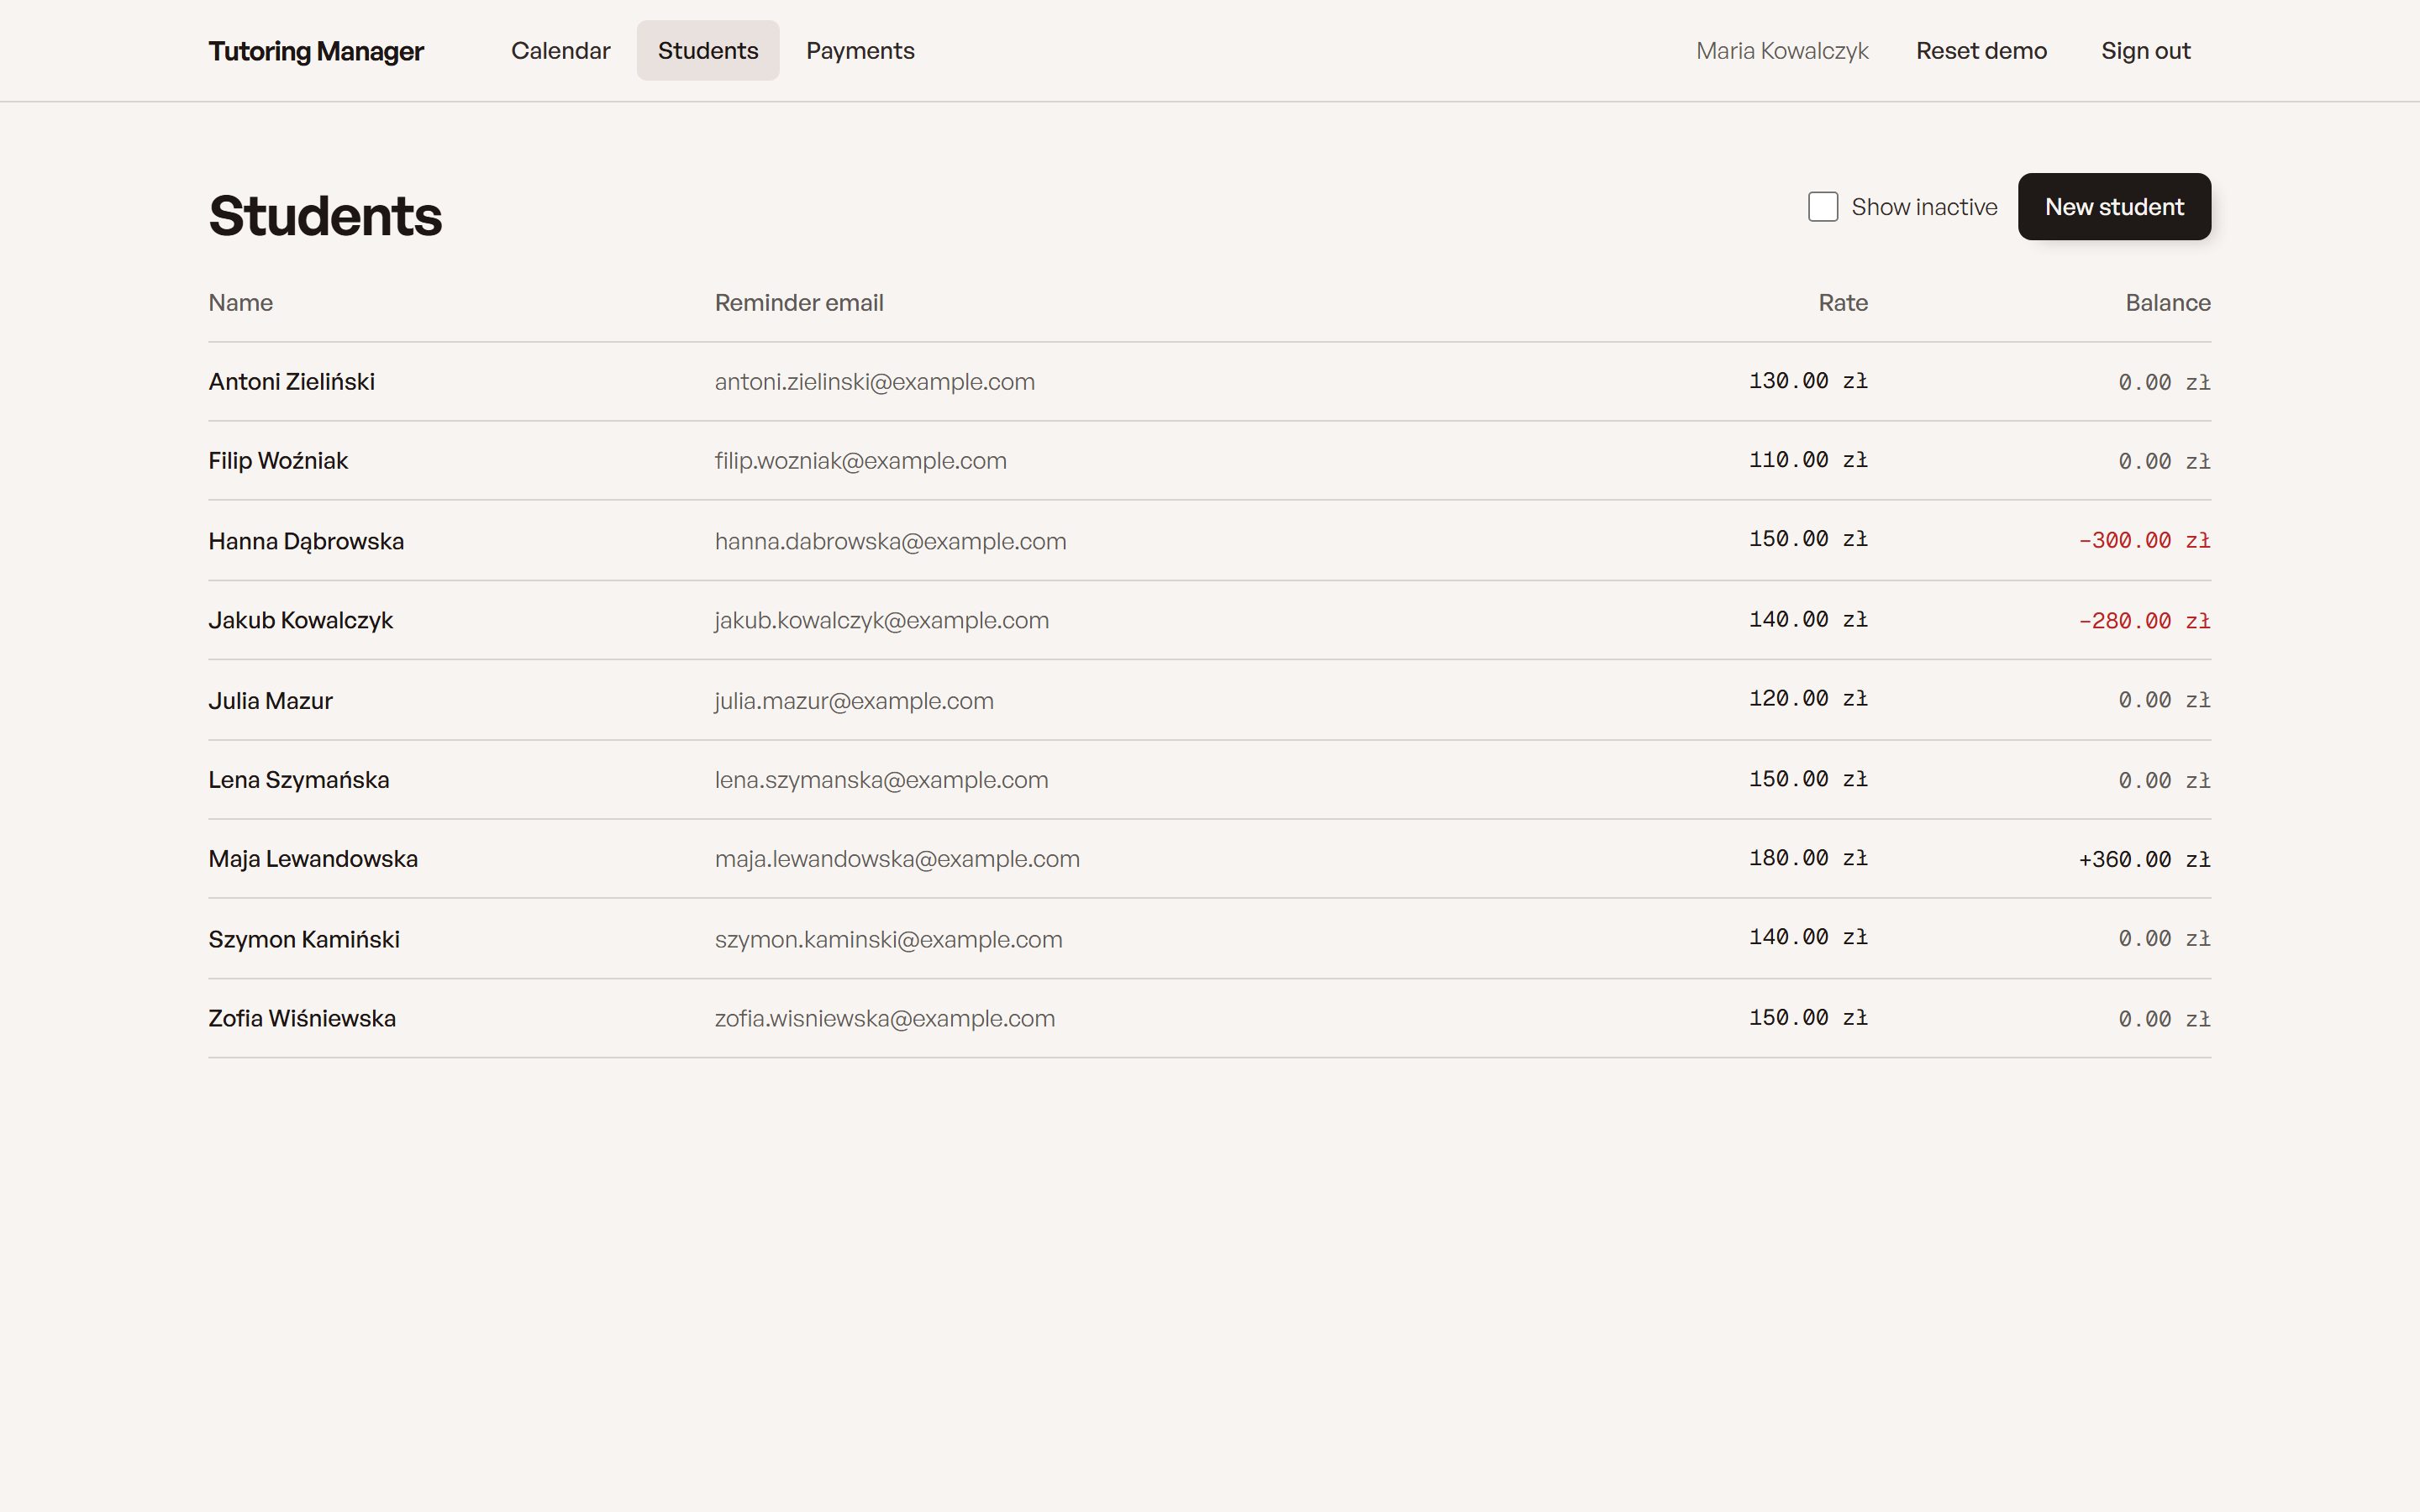 Tutoring Manager Calendar Students Payments Maria Kowalczyk Reset demo Sign out
Students Show inactive New student
Name Reminder email Rate Balance
Antoni Zieliński antoni.zielinski@example.com 130.00 zł 0.00 zł
Filip Woźniak filip.wozniak@example.com 110.00 zł 0.00 zł
Hanna Dąbrowska hanna.dabrowska@example.com 150.00 zł −300.00 zł
Jakub Kowalczyk jakub.kowalczyk@example.com 140.00 zł −280.00 zł
Julia Mazur julia.mazur@example.com 120.00 zł 0.00 zł
Lena Szymańska lena.szymanska@example.com 150.00 zł 0.00 zł
Maja Lewandowska maja.lewandowska@example.com 180.00 zł +360.00 zł
Szymon Kamiński szymon.kaminski@example.com 140.00 zł 0.00 zł
Zofia Wiśniewska zofia.wisniewska@example.com 150.00 zł 0.00 zł